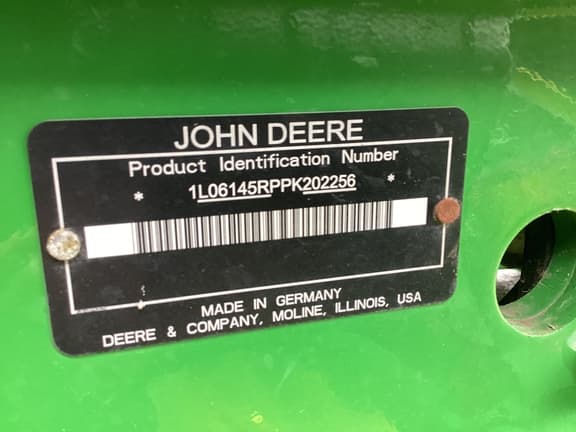 JOHN DEERE
Product Identification Number
* 1L06145RPPK202256 *
MADE IN GERMANY
DEERE & COMPANY, MOLINE, ILLINOIS, USA